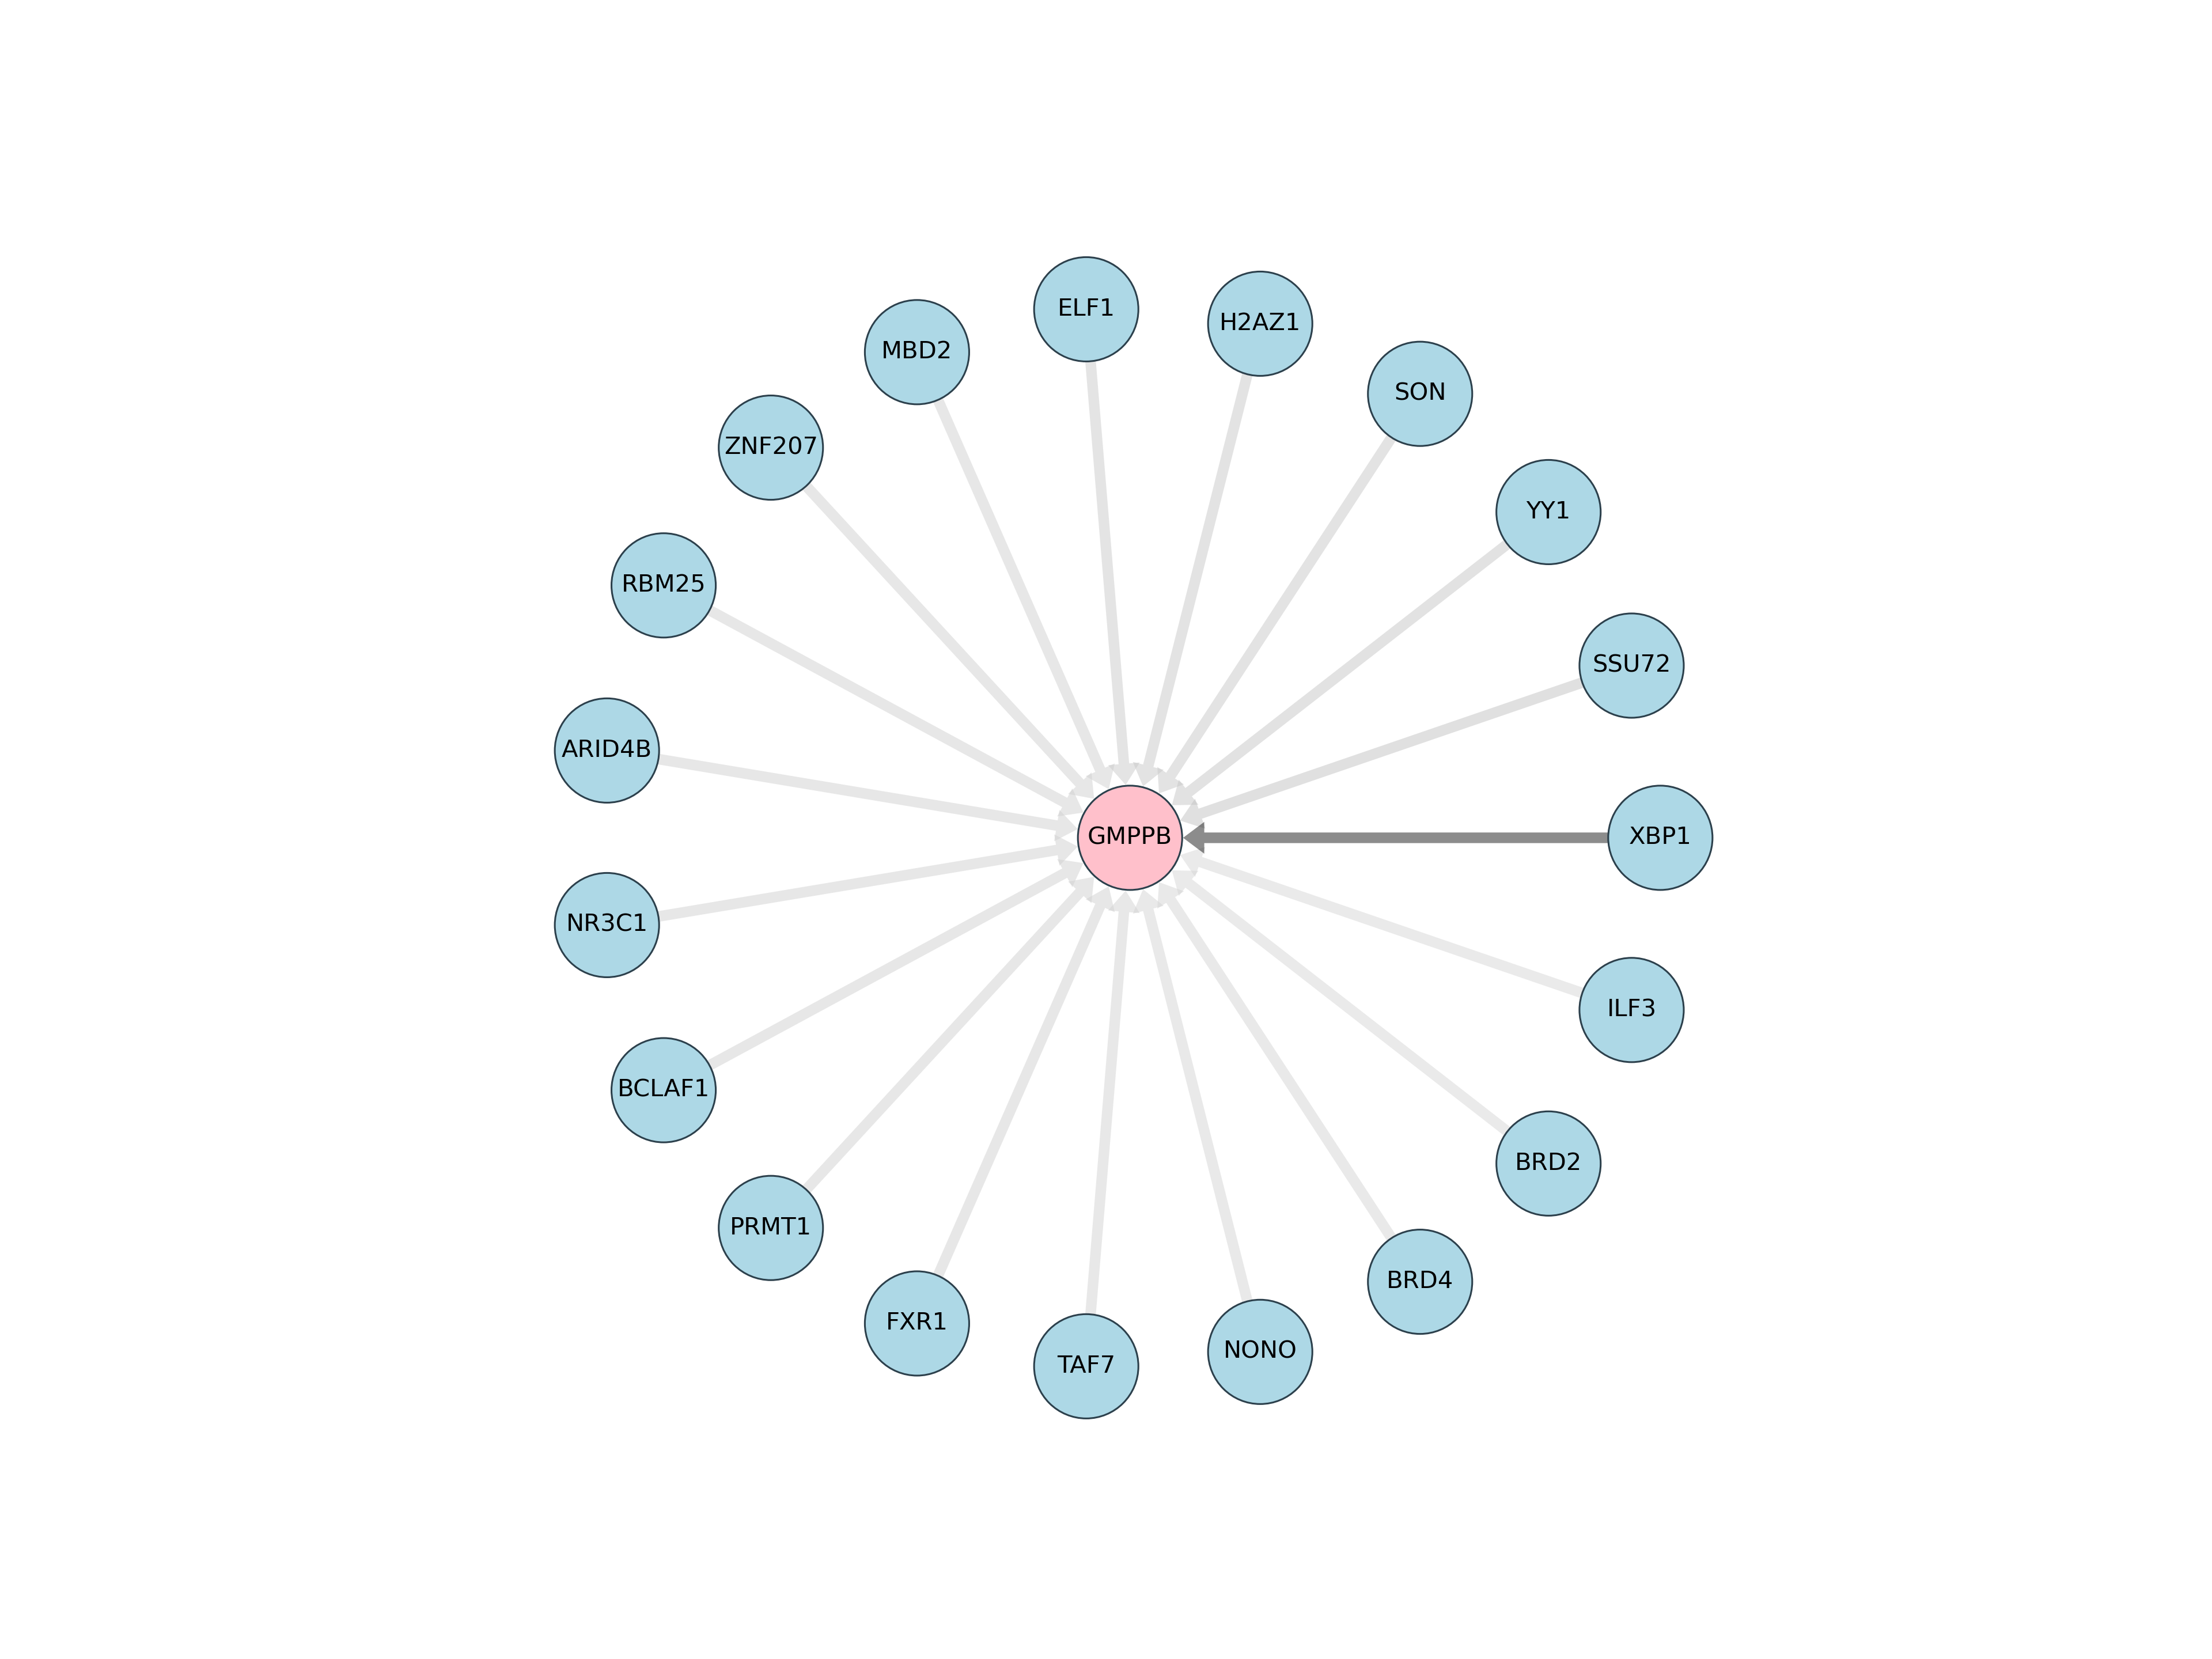 ELF1
H2AZ1
MBD2
SON
ZNF207
YY1
RBM25
SSU72
ARID4B
GMPPB
XBP1
NR3C1
ILF3
BCLAF1
BRD2
PRMT1
BRD4
FXR1
NONO
TAF7